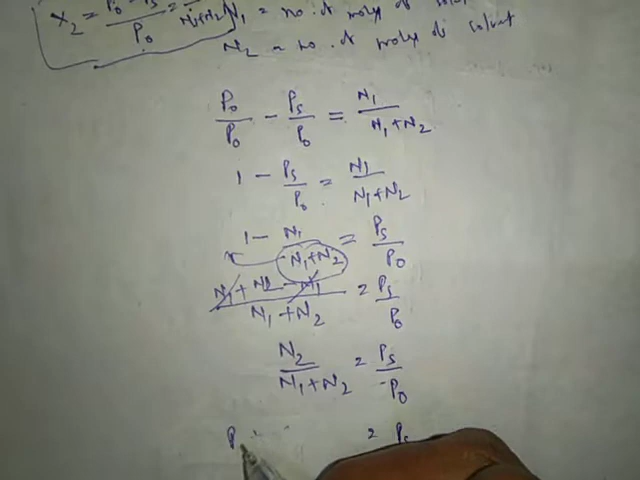 x₂ = P₀ - Ps / P₀ = N₁ / N₁+N₂ N₁ = no. of moles of
N₂ = no. of moles of solvent
P₀/P₀ - Ps/P₀ = N₁/N₁+N₂
1 - Ps/P₀ = N₁/N₁+N₂
1 - N₁/N₁+N₂ = Ps/P₀
N₁+N₂ - N₁/N₁+N₂ = Ps/P₀
N₂/N₁+N₂ = Ps/P₀
P = Ps